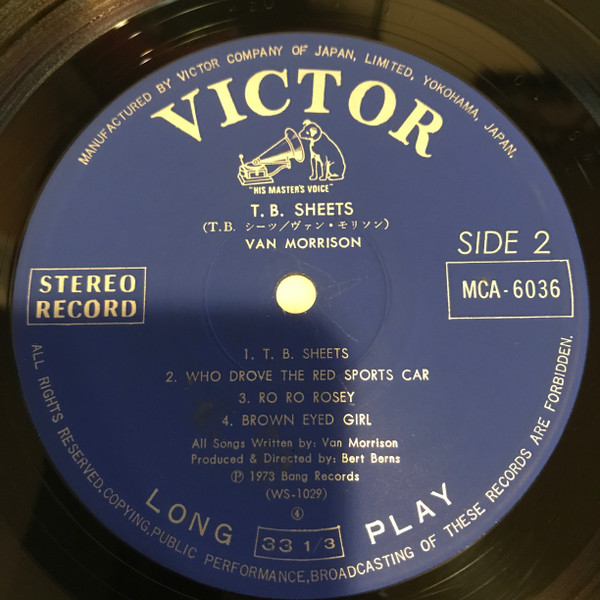 MANUFACTURED BY VICTOR COMPANY OF JAPAN, LIMITED, YOKOHAMA, JAPAN.
VICTOR
"HIS MASTER'S VOICE"
T. B. SHEETS
(T.B. シーツ/ヴァン・モリソン)
VAN MORRISON
SIDE 2
STEREO
RECORD
MCA-6036
1. T. B. SHEETS
2. WHO DROVE THE RED SPORTS CAR
3. RO RO ROSEY
4. BROWN EYED GIRL
All Songs Written by: Van Morrison
Produced & Directed by: Bert Berns
Ⓟ 1973 Bang Records
(WS-1029)
④
LONG PLAY
33 1/3
ALL RIGHTS RESERVED.COPYING,PUBLIC PERFORMANCE,BROADCASTING OF THESE RECORDS ARE FORBIDDEN.